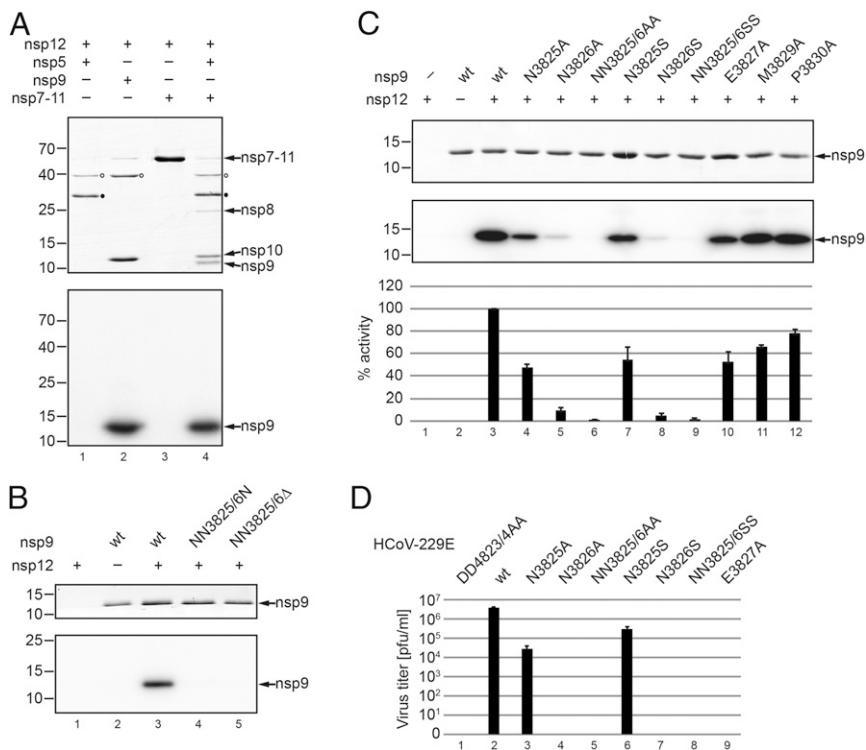 A
nsp12 + + + +
nsp5 + – – +
nsp9 – + – –
nsp7-11 – – + +
70
40
25
15
10
nsp7-11
nsp8
nsp10
nsp9
70
40
25
15
10
nsp9
1 2 3 4
B
nsp9 wt wt NN3825/6N NN3825/6Δ
nsp12 + – + + +
15
10
nsp9
25
15
10
nsp9
1 2 3 4 5
C
nsp9 – wt wt N3825A N3826A NN3825/6AA N3825S N3826S NN3825/6SS E3827A M3829A P3830A
nsp12 + – + + + + + + + + + +
15
10
nsp9
15
10
nsp9
% activity
120
100
80
60
40
20
0
1 2 3 4 5 6 7 8 9 10 11 12
D
HCoV-229E DD4823/4AA wt N3825A N3826A NN3825/6AA N3825S N3826S NN3825/6SS E3827A
Virus titer [pfu/ml]
10⁷
10⁶
10⁵
10⁴
10³
10²
10¹
0
1 2 3 4 5 6 7 8 9